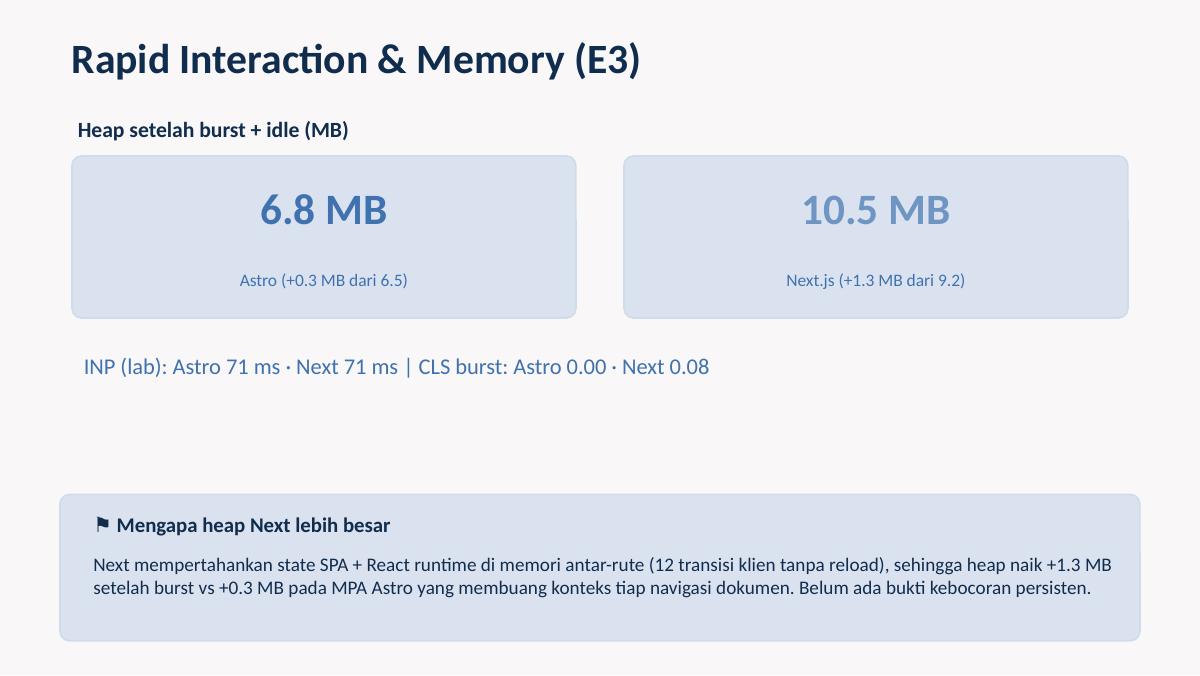 Rapid Interaction & Memory (E3)
Heap setelah burst + idle (MB)
6.8 MB
Astro (+0.3 MB dari 6.5)
10.5 MB
Next.js (+1.3 MB dari 9.2)
INP (lab): Astro 71 ms · Next 71 ms | CLS burst: Astro 0.00 · Next 0.08
⚑ Mengapa heap Next lebih besar
Next mempertahankan state SPA + React runtime di memori antar-rute (12 transisi klien tanpa reload), sehingga heap naik +1.3 MB
setelah burst vs +0.3 MB pada MPA Astro yang membuang konteks tiap navigasi dokumen. Belum ada bukti kebocoran persisten.